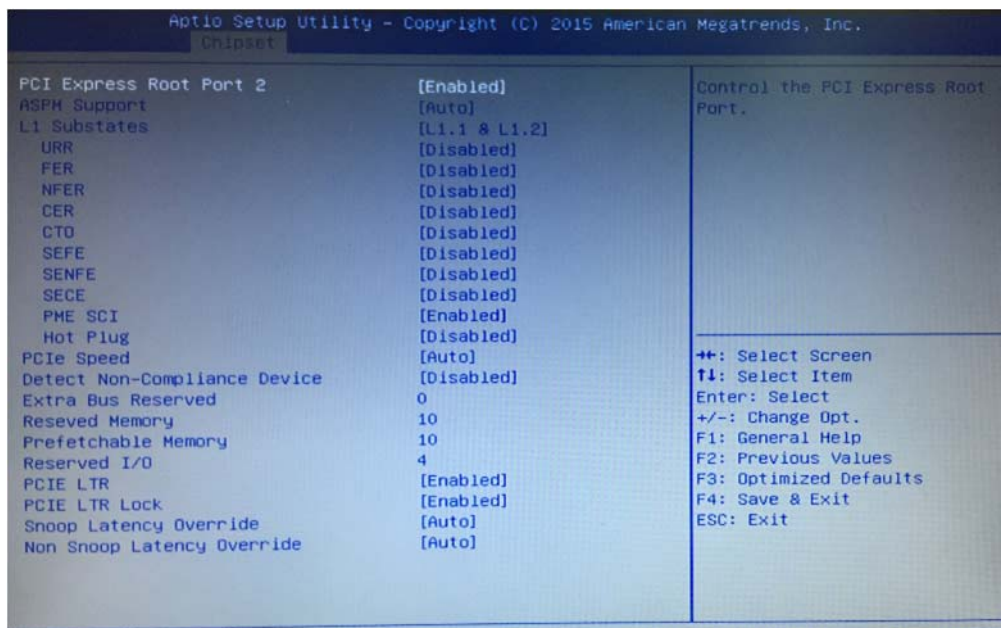 Aptio Setup Utility - Copyright (C) 2015 American Megatrends, Inc.
Chipset
PCI Express Root Port 2 [Enabled]
ASPM Support [Auto]
L1 Substates [L1.1 & L1.2]
URR [Disabled]
FER [Disabled]
NFER [Disabled]
CER [Disabled]
CTO [Disabled]
SEFE [Disabled]
SENFE [Disabled]
SECE [Disabled]
PME SCI [Enabled]
Hot Plug [Disabled]
PCIe Speed [Auto]
Detect Non-Compliance Device [Disabled]
Extra Bus Reserved 0
Reseved Memory 10
Prefetchable Memory 10
Reserved I/O 4
PCIE LTR [Enabled]
PCIE LTR Lock [Enabled]
Snoop Latency Override [Auto]
Non Snoop Latency Override [Auto]
Control the PCI Express Root
Port.
→←: Select Screen
↑↓: Select Item
Enter: Select
+/-: Change Opt.
F1: General Help
F2: Previous Values
F3: Optimized Defaults
F4: Save & Exit
ESC: Exit